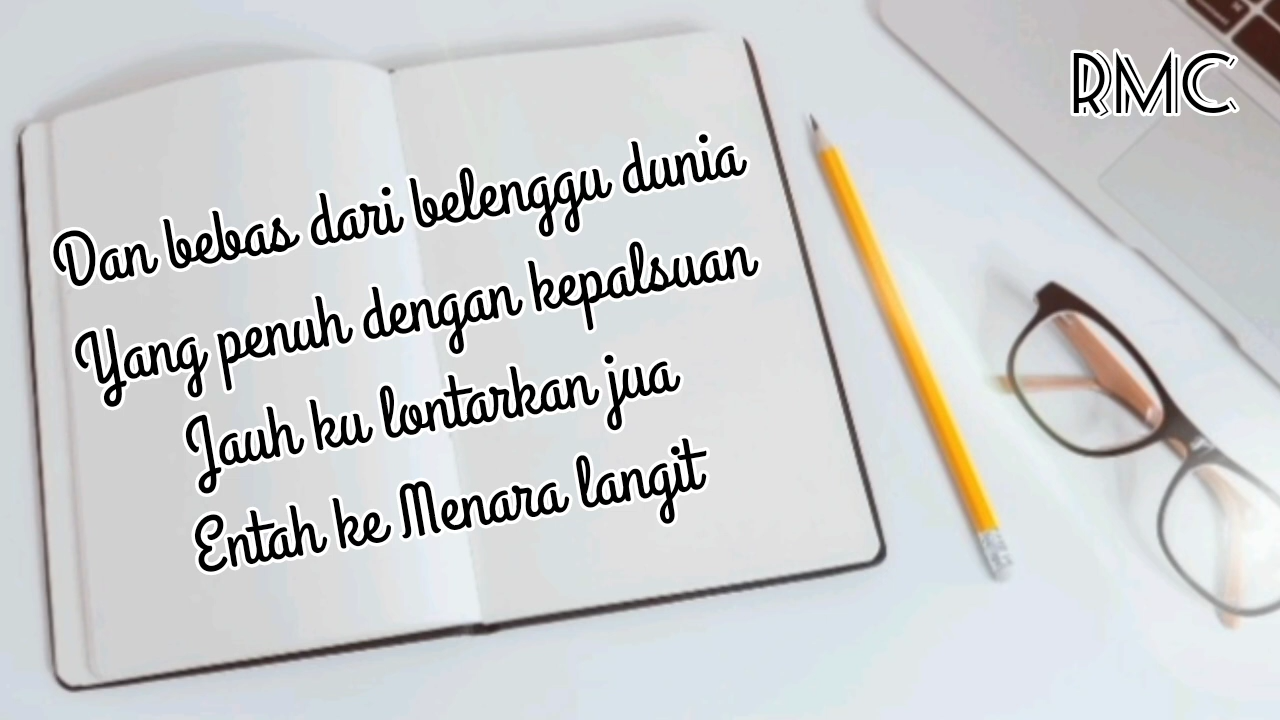 RMC
Dan bebas dari belenggu dunia
Yang penuh dengan kepalsuan
Jauh ku lontarkan jua
Entah ke Menara langit